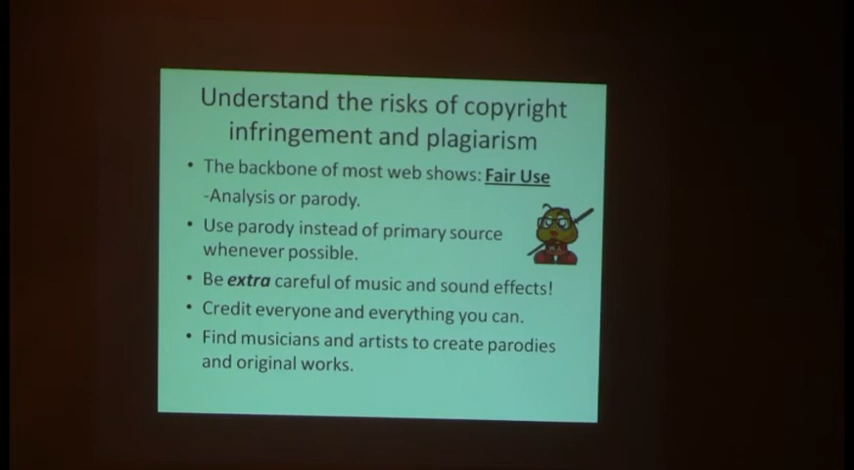 Understand the risks of copyright
infringement and plagiarism
• The backbone of most web shows: Fair Use
-Analysis or parody.
• Use parody instead of primary source
whenever possible.
• Be extra careful of music and sound effects!
• Credit everyone and everything you can.
• Find musicians and artists to create parodies
and original works.